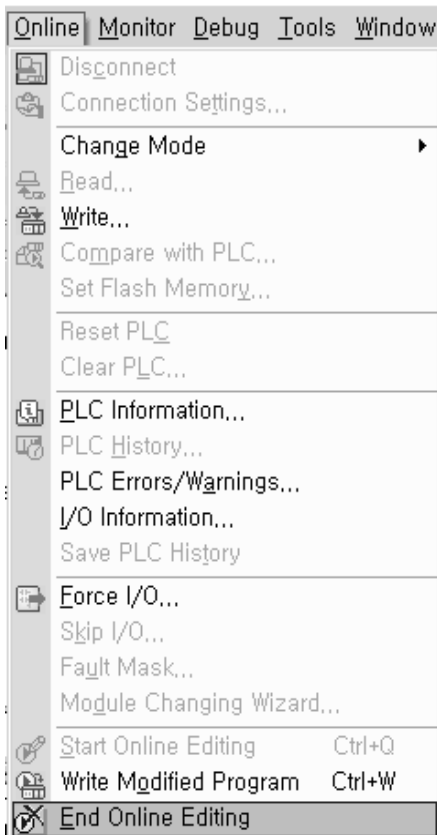 Online Monitor Debug Tools Window
Disconnect
Connection Settings...
Change Mode
Read...
Write...
Compare with PLC...
Set Flash Memory...
Reset PLC
Clear PLC...
PLC Information...
PLC History...
PLC Errors/Warnings...
I/O Information...
Save PLC History
Force I/O...
Skip I/O...
Fault Mask...
Module Changing Wizard...
Start Online Editing Ctrl+Q
Write Modified Program Ctrl+W
End Online Editing